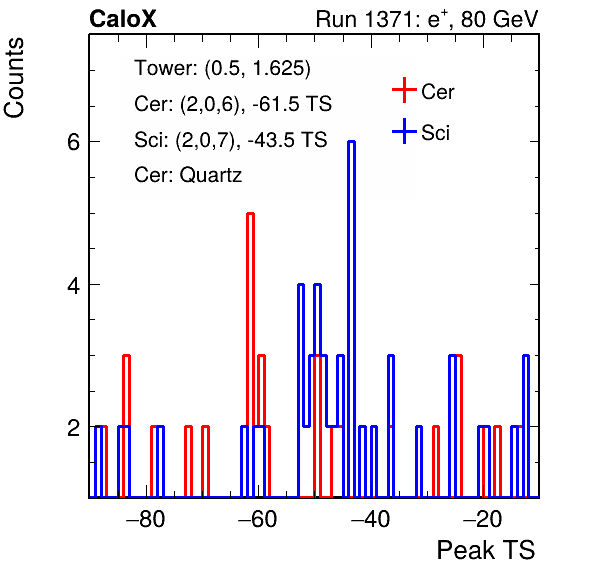 CaloX Run 1371: e⁺, 80 GeV
Counts
Tower: (0.5, 1.625)
Cer: (2,0,6), -61.5 TS
Sci: (2,0,7), -43.5 TS
Cer: Quartz
Cer
Sci
6
4
2
−80 −60 −40 −20
Peak TS